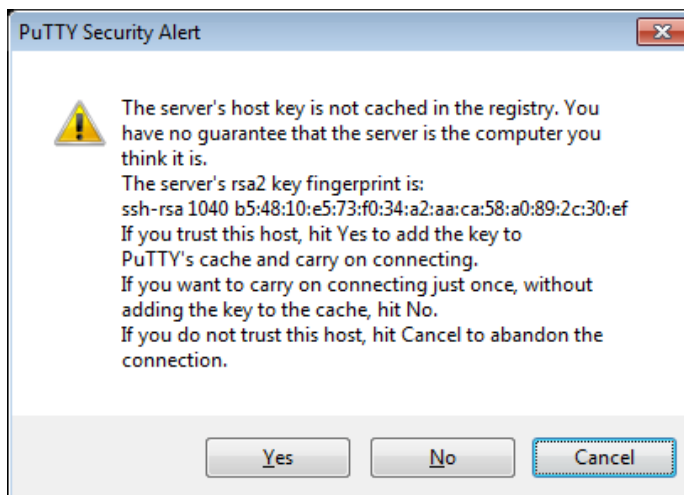 PuTTY Security Alert
The server's host key is not cached in the registry. You
have no guarantee that the server is the computer you
think it is.
The server's rsa2 key fingerprint is:
ssh-rsa 1040 b5:48:10:e5:73:f0:34:a2:aa:ca:58:a0:89:2c:30:ef
If you trust this host, hit Yes to add the key to
PuTTY's cache and carry on connecting.
If you want to carry on connecting just once, without
adding the key to the cache, hit No.
If you do not trust this host, hit Cancel to abandon the
connection.
Yes No Cancel